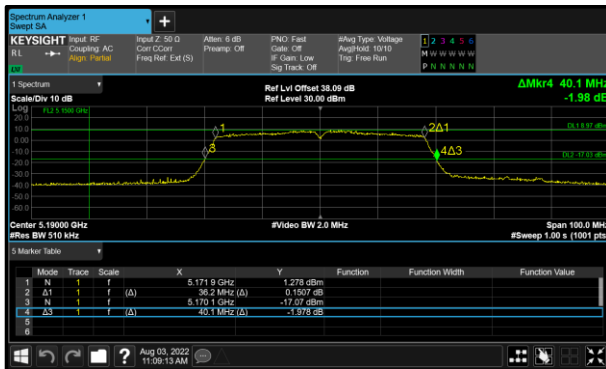 Spectrum Analyzer 1
Swept SA
KEYSIGHT Input: RF Input Z: 50 Ω Atten: 6 dB PNO: Fast #Avg Type: Voltage 1 2 3 4 5 6
RL Coupling: AC Corr CCorr Preamp: Off Gate: Off Avg|Hold: 10/10 M W W W W W
Align: Partial Freq Ref: Ext (S) IF Gain: Low Trig: Free Run
Sig Track: Off P N N N N N
1 Spectrum Ref Lvl Offset 38.09 dB ΔMkr4 40.1 MHz
Scale/Div 10 dB Ref Level 30.00 dBm -1.98 dB
Log
20.0
10.0 1 2Δ1 DL1 8.97 dBm
0.00
-10.0 3 4Δ3 DL2 -17.03 dBm
-20.0
-30.0
-40.0
-50.0
-60.0
Center 5.19000 GHz #Video BW 2.0 MHz Span 100.0 MHz
#Res BW 510 kHz #Sweep 1.00 s (1001 pts)
5 Marker Table
Mode Trace Scale X Y Function Function Width Function Value
1 N 1 f 5.171 9 GHz 1.278 dBm
2 Δ1 1 f (Δ) 36.2 MHz (Δ) 0.1507 dB
3 N 1 f 5.170 1 GHz -17.07 dBm
4 Δ3 1 f (Δ) 40.1 MHz (Δ) -1.978 dB
5
6
? Aug 03, 2022
11:09:13 AM